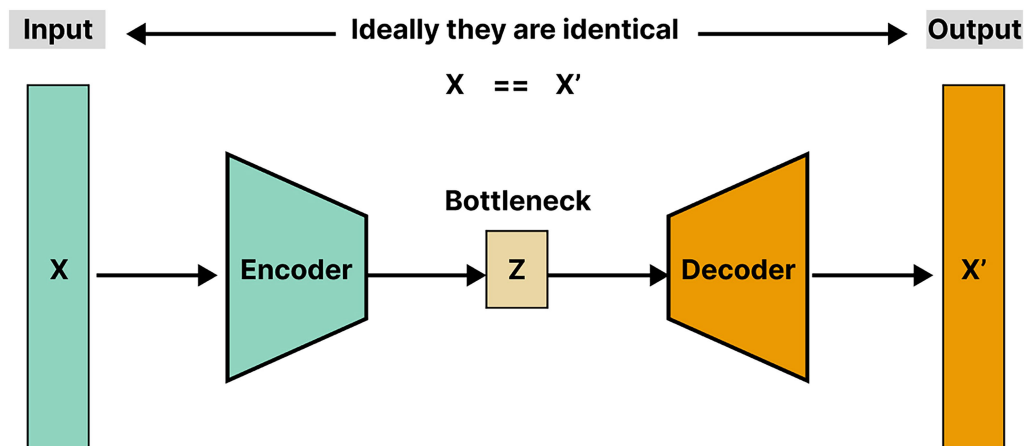 Input
Ideally they are identical
Output
X == X’
Bottleneck
X
Encoder
Z
Decoder
X’